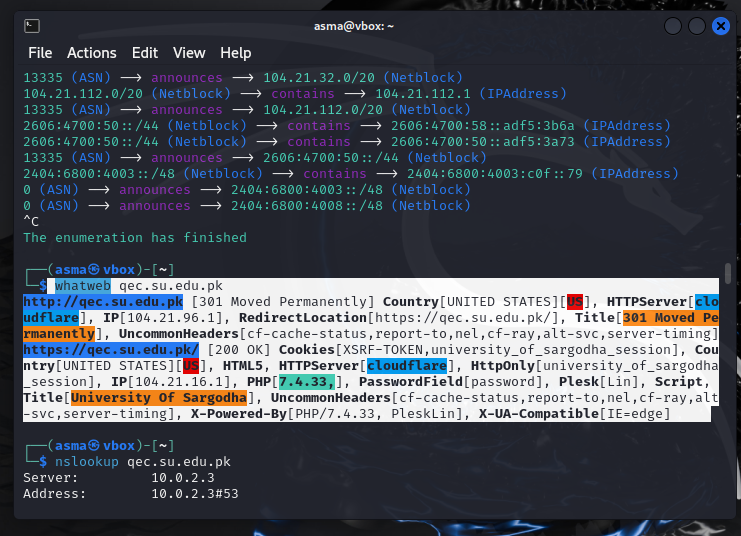 asma@vbox: ~
File Actions Edit View Help
13335 (ASN) —> announces —> 104.21.32.0/20 (Netblock)
104.21.112.0/20 (Netblock) —> contains —> 104.21.112.1 (IPAddress)
13335 (ASN) —> announces —> 104.21.112.0/20 (Netblock)
2606:4700:50::/44 (Netblock) —> contains —> 2606:4700:58::adf5:3b6a (IPAddress)
2606:4700:50::/44 (Netblock) —> contains —> 2606:4700:50::adf5:3a73 (IPAddress)
13335 (ASN) —> announces —> 2606:4700:50::/44 (Netblock)
2404:6800:4003::/48 (Netblock) —> contains —> 2404:6800:4003:c0f::79 (IPAddress)
0 (ASN) —> announces —> 2404:6800:4003::/48 (Netblock)
0 (ASN) —> announces —> 2404:6800:4008::/48 (Netblock)
^C
The enumeration has finished
┌──(asma㉿vbox)-[~]
└─$ whatweb qec.su.edu.pk
http://qec.su.edu.pk [301 Moved Permanently] Country[UNITED STATES][US], HTTPServer[clo
udflare], IP[104.21.96.1], RedirectLocation[https://qec.su.edu.pk/], Title[301 Moved Pe
rmanently], UncommonHeaders[cf-cache-status,report-to,nel,cf-ray,alt-svc,server-timing]
https://qec.su.edu.pk/ [200 OK] Cookies[XSRF-TOKEN,university_of_sargodha_session], Cou
ntry[UNITED STATES][US], HTML5, HTTPServer[cloudflare], HttpOnly[university_of_sargodha
_session], IP[104.21.16.1], PHP[7.4.33,], PasswordField[password], Plesk[Lin], Script,
Title[University Of Sargodha], UncommonHeaders[cf-cache-status,report-to,nel,cf-ray,alt
-svc,server-timing], X-Powered-By[PHP/7.4.33, PleskLin], X-UA-Compatible[IE=edge]
┌──(asma㉿vbox)-[~]
└─$ nslookup qec.su.edu.pk
Server: 10.0.2.3
Address: 10.0.2.3#53